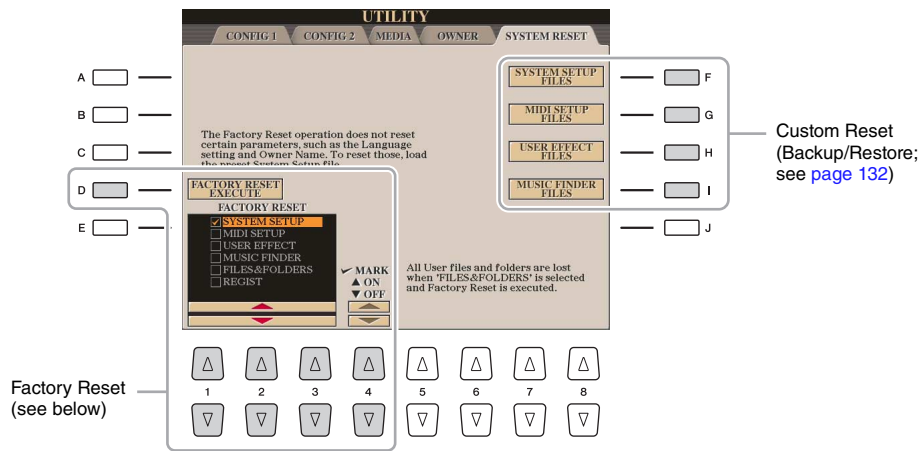 UTILITY
CONFIG 1 CONFIG 2 MEDIA OWNER SYSTEM RESET
A
B
C
D
E
SYSTEM SETUP
FILES
MIDI SETUP
FILES
USER EFFECT
FILES
MUSIC FINDER
FILES
F
G
H
I
J
Custom Reset
(Backup/Restore;
see page 132)
The Factory Reset operation does not reset
certain parameters, such as the Language
setting and Owner Name. To reset those, load
the preset System Setup file.
FACTORY RESET
EXECUTE
FACTORY RESET
SYSTEM SETUP
MIDI SETUP
USER EFFECT
MUSIC FINDER
FILES&FOLDERS
REGIST
MARK
▲ ON
▼ OFF
All User files and folders are lost
when 'FILES&FOLDERS' is selected
and Factory Reset is executed.
Factory Reset
(see below)
1 2 3 4 5 6 7 8